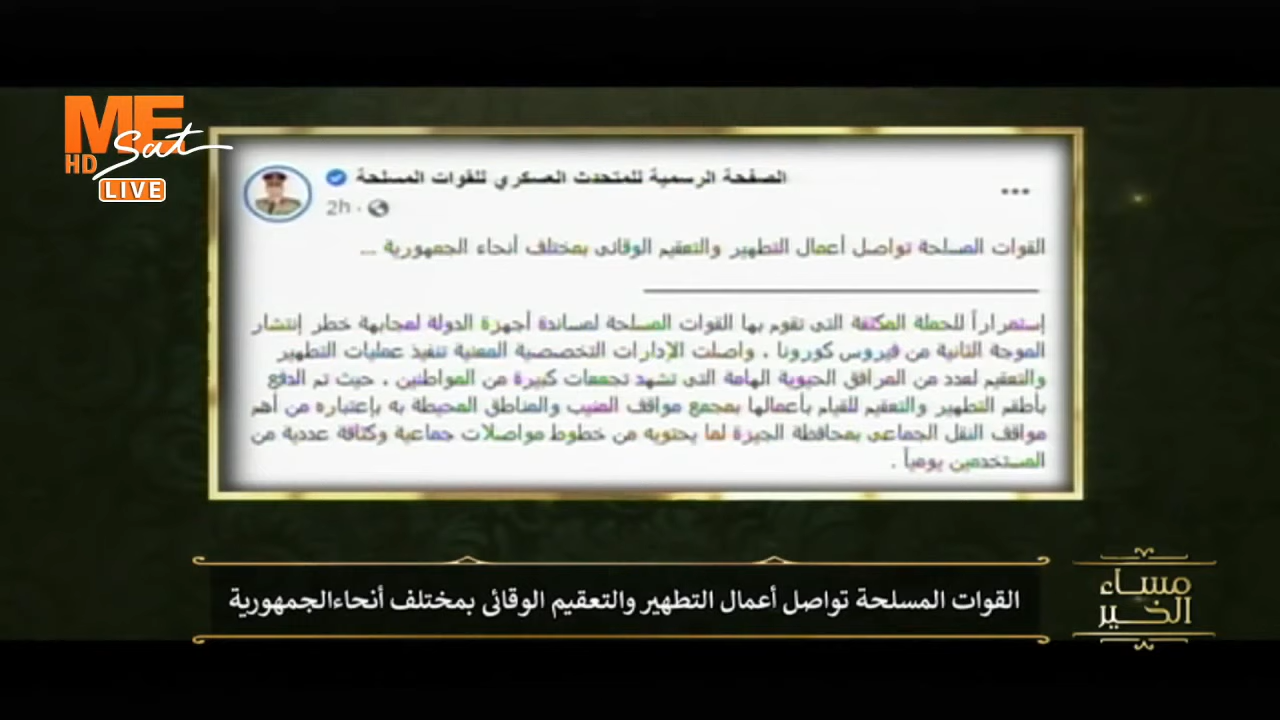 ME
Sat
HD
LIVE
الصفحة الرسمية للمتحدث العسكري للقوات المسلحة
2h ·
القوات المسلحة تواصل أعمال التطهير والتعقيم الوقائى بمختلف أنحاء الجمهورية ...
إستمراراً للحملة المكثفة التى تقوم بها القوات المسلحة لمساندة أجهزة الدولة لمجابهة خطر إنتشار
الموجة الثانية من فيروس كورونا ، واصلت الإدارات التخصصية المعنية تنفيذ عمليات التطهير
والتعقيم لعدد من المرافق الحيوية الهامة التى تشهد تجمعات كبيرة من المواطنين ، حيث تم الدفع
بأطقم التطهير والتعقيم للقيام بأعمالها بمجمع مواقف المنيب والمناطق المحيطة به بإعتباره من أهم
مواقف النقل الجماعى بمحافظة الجيزة لما يحتويه من خطوط مواصلات جماعية وكثافة عددية من
المستخدمين يومياً .
القوات المسلحة تواصل أعمال التطهير والتعقيم الوقائى بمختلف أنحاءالجمهورية
مساء
الخير